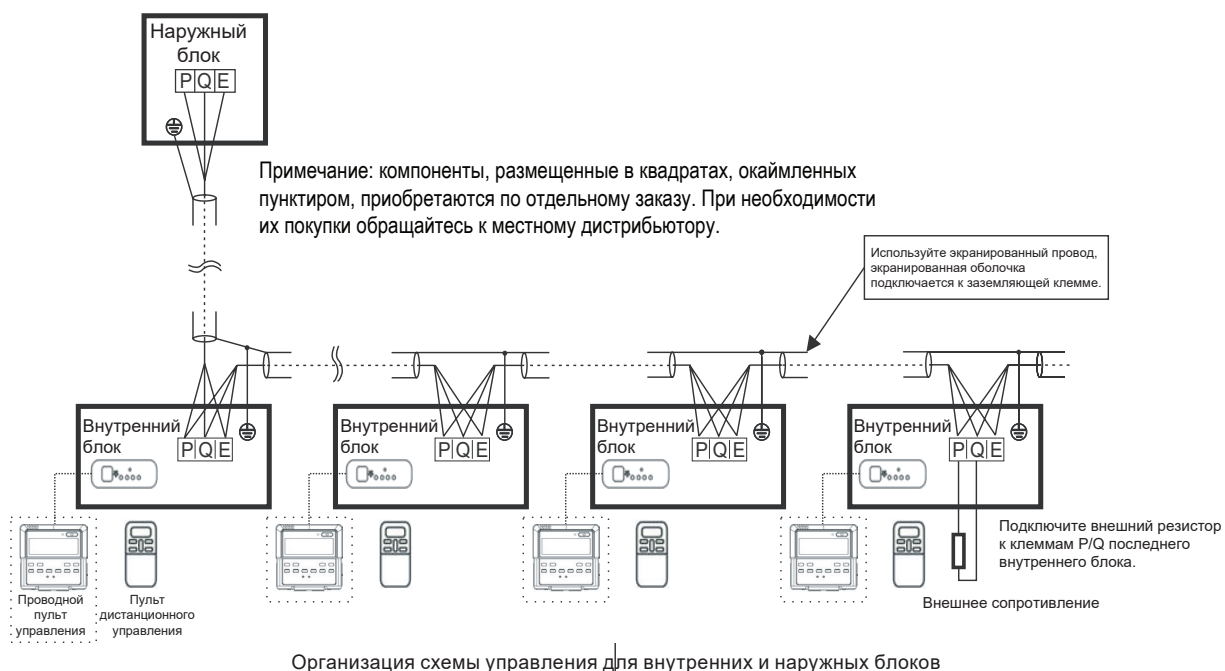 Наружный
блок
P Q E
Примечание: компоненты, размещенные в квадратах, окаймленных
пунктиром, приобретаются по отдельному заказу. При необходимости
их покупки обращайтесь к местному дистрибьютору.
Используйте экранированный провод,
экранированная оболочка
подключается к заземляющей клемме.
Внутренний
блок
P Q E
Внутренний
блок
P Q E
Внутренний
блок
P Q E
Внутренний
блок
P Q E
Проводной
пульт
управления
Пульт
дистанционного
управления
Подключите внешний резистор
к клеммам P/Q последнего
внутреннего блока.
Внешнее сопротивление
Организация схемы управления для внутренних и наружных блоков